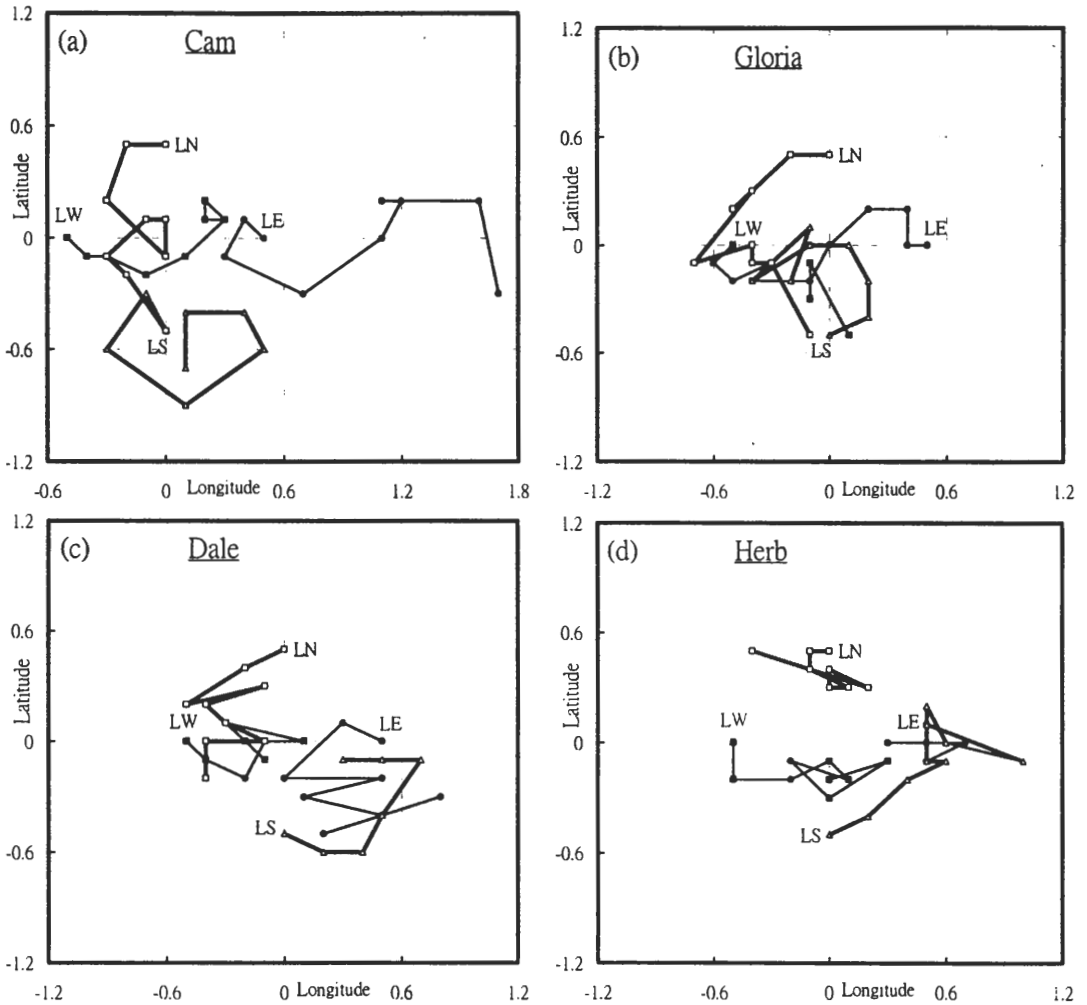 1.2
(a) Cam
0.6
LN
Latitude
LW
LE
0
LS
-0.6
-1.2
-0.6 0 Longitude 0.6 1.2 1.8
1.2
(b) Gloria
0.6
LN
Latitude
LW
LE
0
LS
-0.6
-1.2
-1.2 -0.6 0 Longitude 0.6 1.2
1.2
(c) Dale
0.6
LN
Latitude
LW
LE
0
LS
-0.6
-1.2
-1.2 -0.6 0 Longitude 0.6 1.2
1.2
(d) Herb
0.6
LN
Latitude
LW
LE
0
LS
-0.6
-1.2
-1.2 -0.6 0 Longitude 0.6 1.2